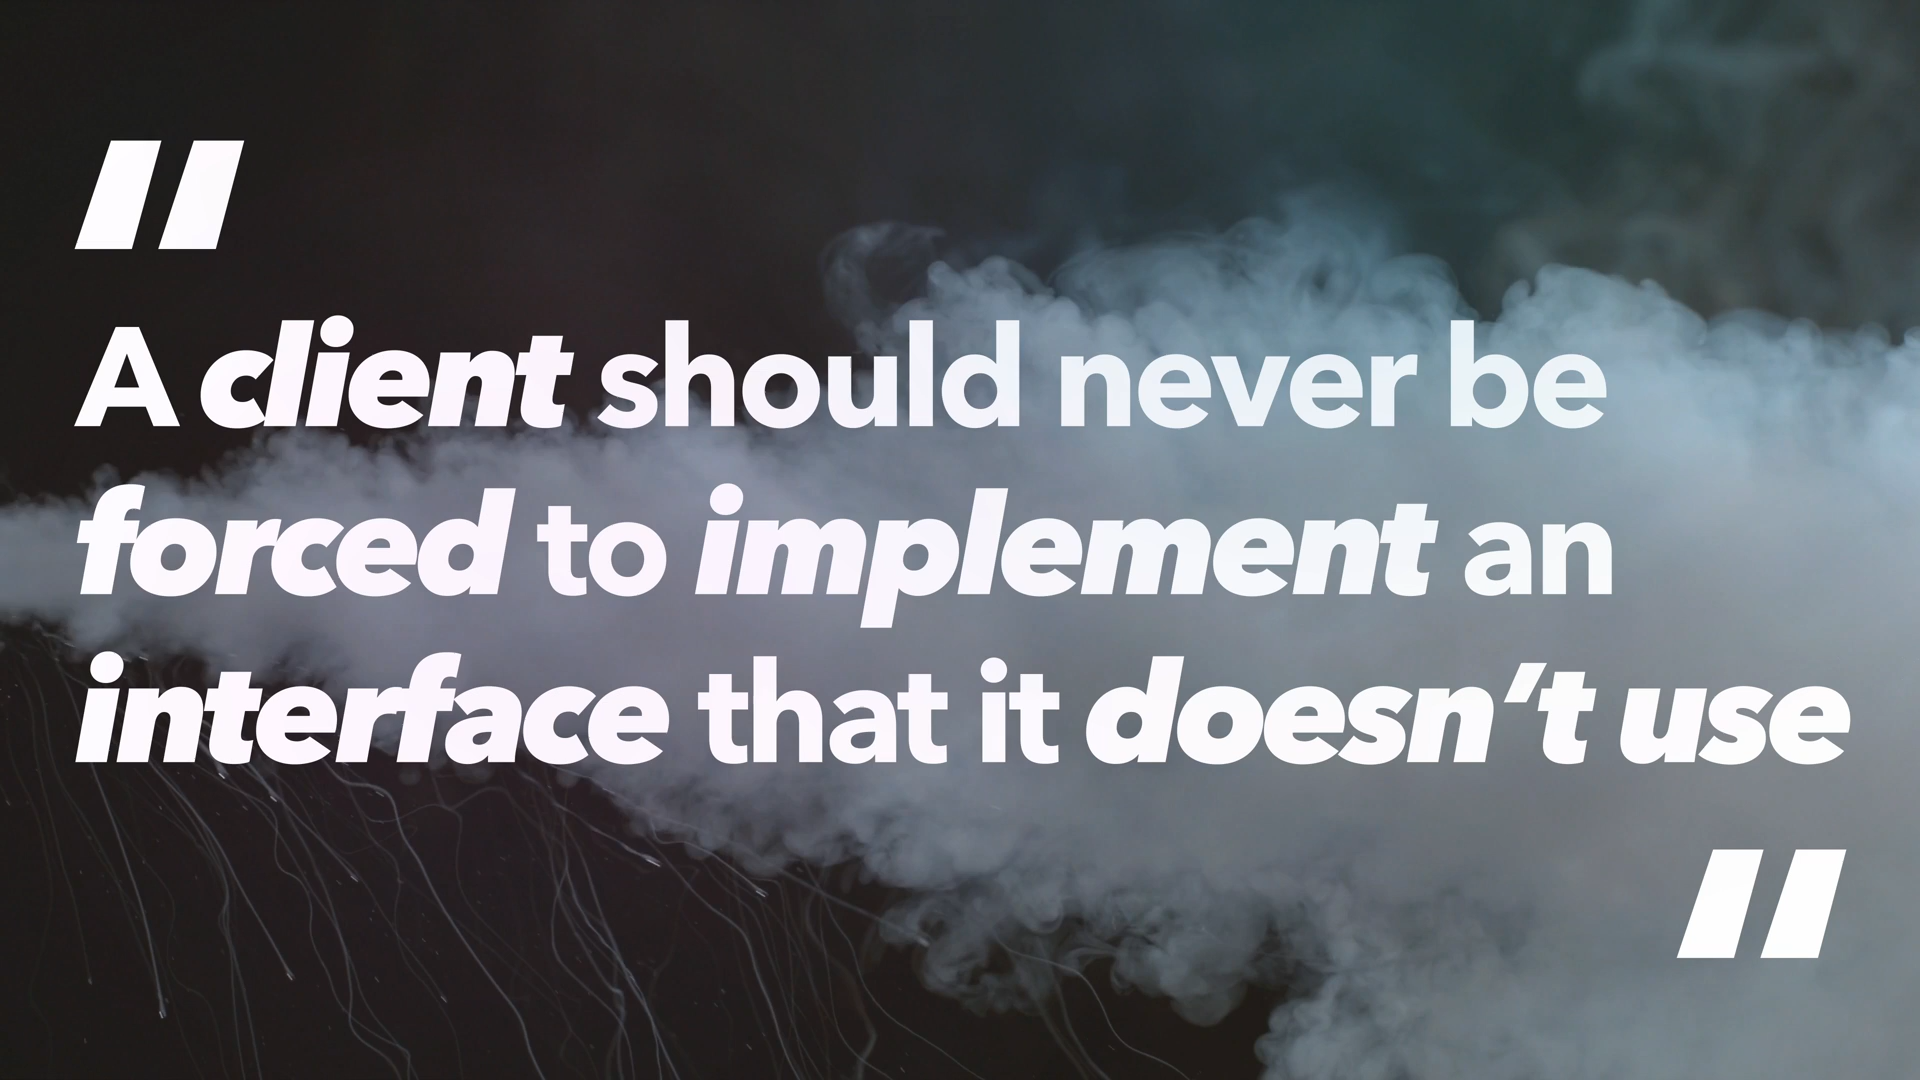 "
A client should never be
forced to implement an
interface that it doesn’t use
"